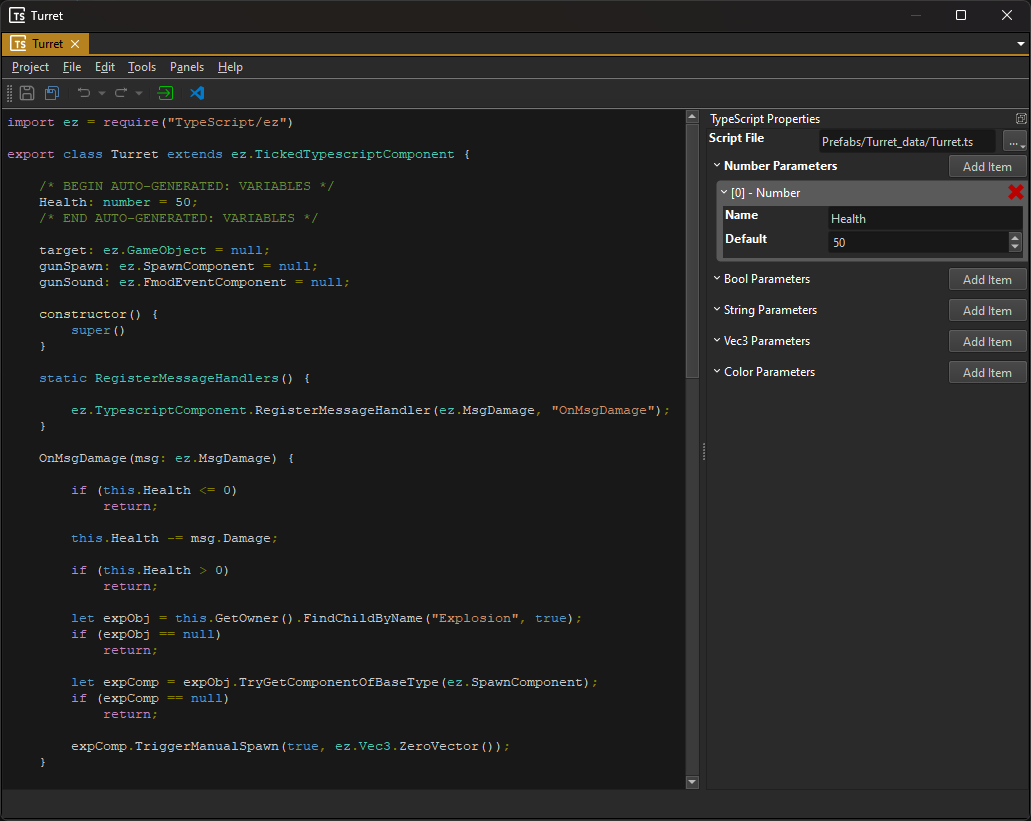 TS Turret
TS Turret
Project File Edit Tools Panels Help
import ez = require("TypeScript/ez")
export class Turret extends ez.TickedTypescriptComponent {
/* BEGIN AUTO-GENERATED: VARIABLES */
Health: number = 50;
/* END AUTO-GENERATED: VARIABLES */
target: ez.GameObject = null;
gunSpawn: ez.SpawnComponent = null;
gunSound: ez.FmodEventComponent = null;
constructor() {
super()
}
static RegisterMessageHandlers() {
ez.TypescriptComponent.RegisterMessageHandler(ez.MsgDamage, "OnMsgDamage");
}
OnMsgDamage(msg: ez.MsgDamage) {
if (this.Health <= 0)
return;
this.Health -= msg.Damage;
if (this.Health > 0)
return;
let expObj = this.GetOwner().FindChildByName("Explosion", true);
if (expObj == null)
return;
let expComp = expObj.TryGetComponentOfBaseType(ez.SpawnComponent);
if (expComp == null)
return;
expComp.TriggerManualSpawn(true, ez.Vec3.ZeroVector());
}
TypeScript Properties
Script File Prefabs/Turret_data/Turret.ts ...
Number Parameters Add Item
[0] - Number
Name Health
Default 50
Bool Parameters Add Item
String Parameters Add Item
Vec3 Parameters Add Item
Color Parameters Add Item